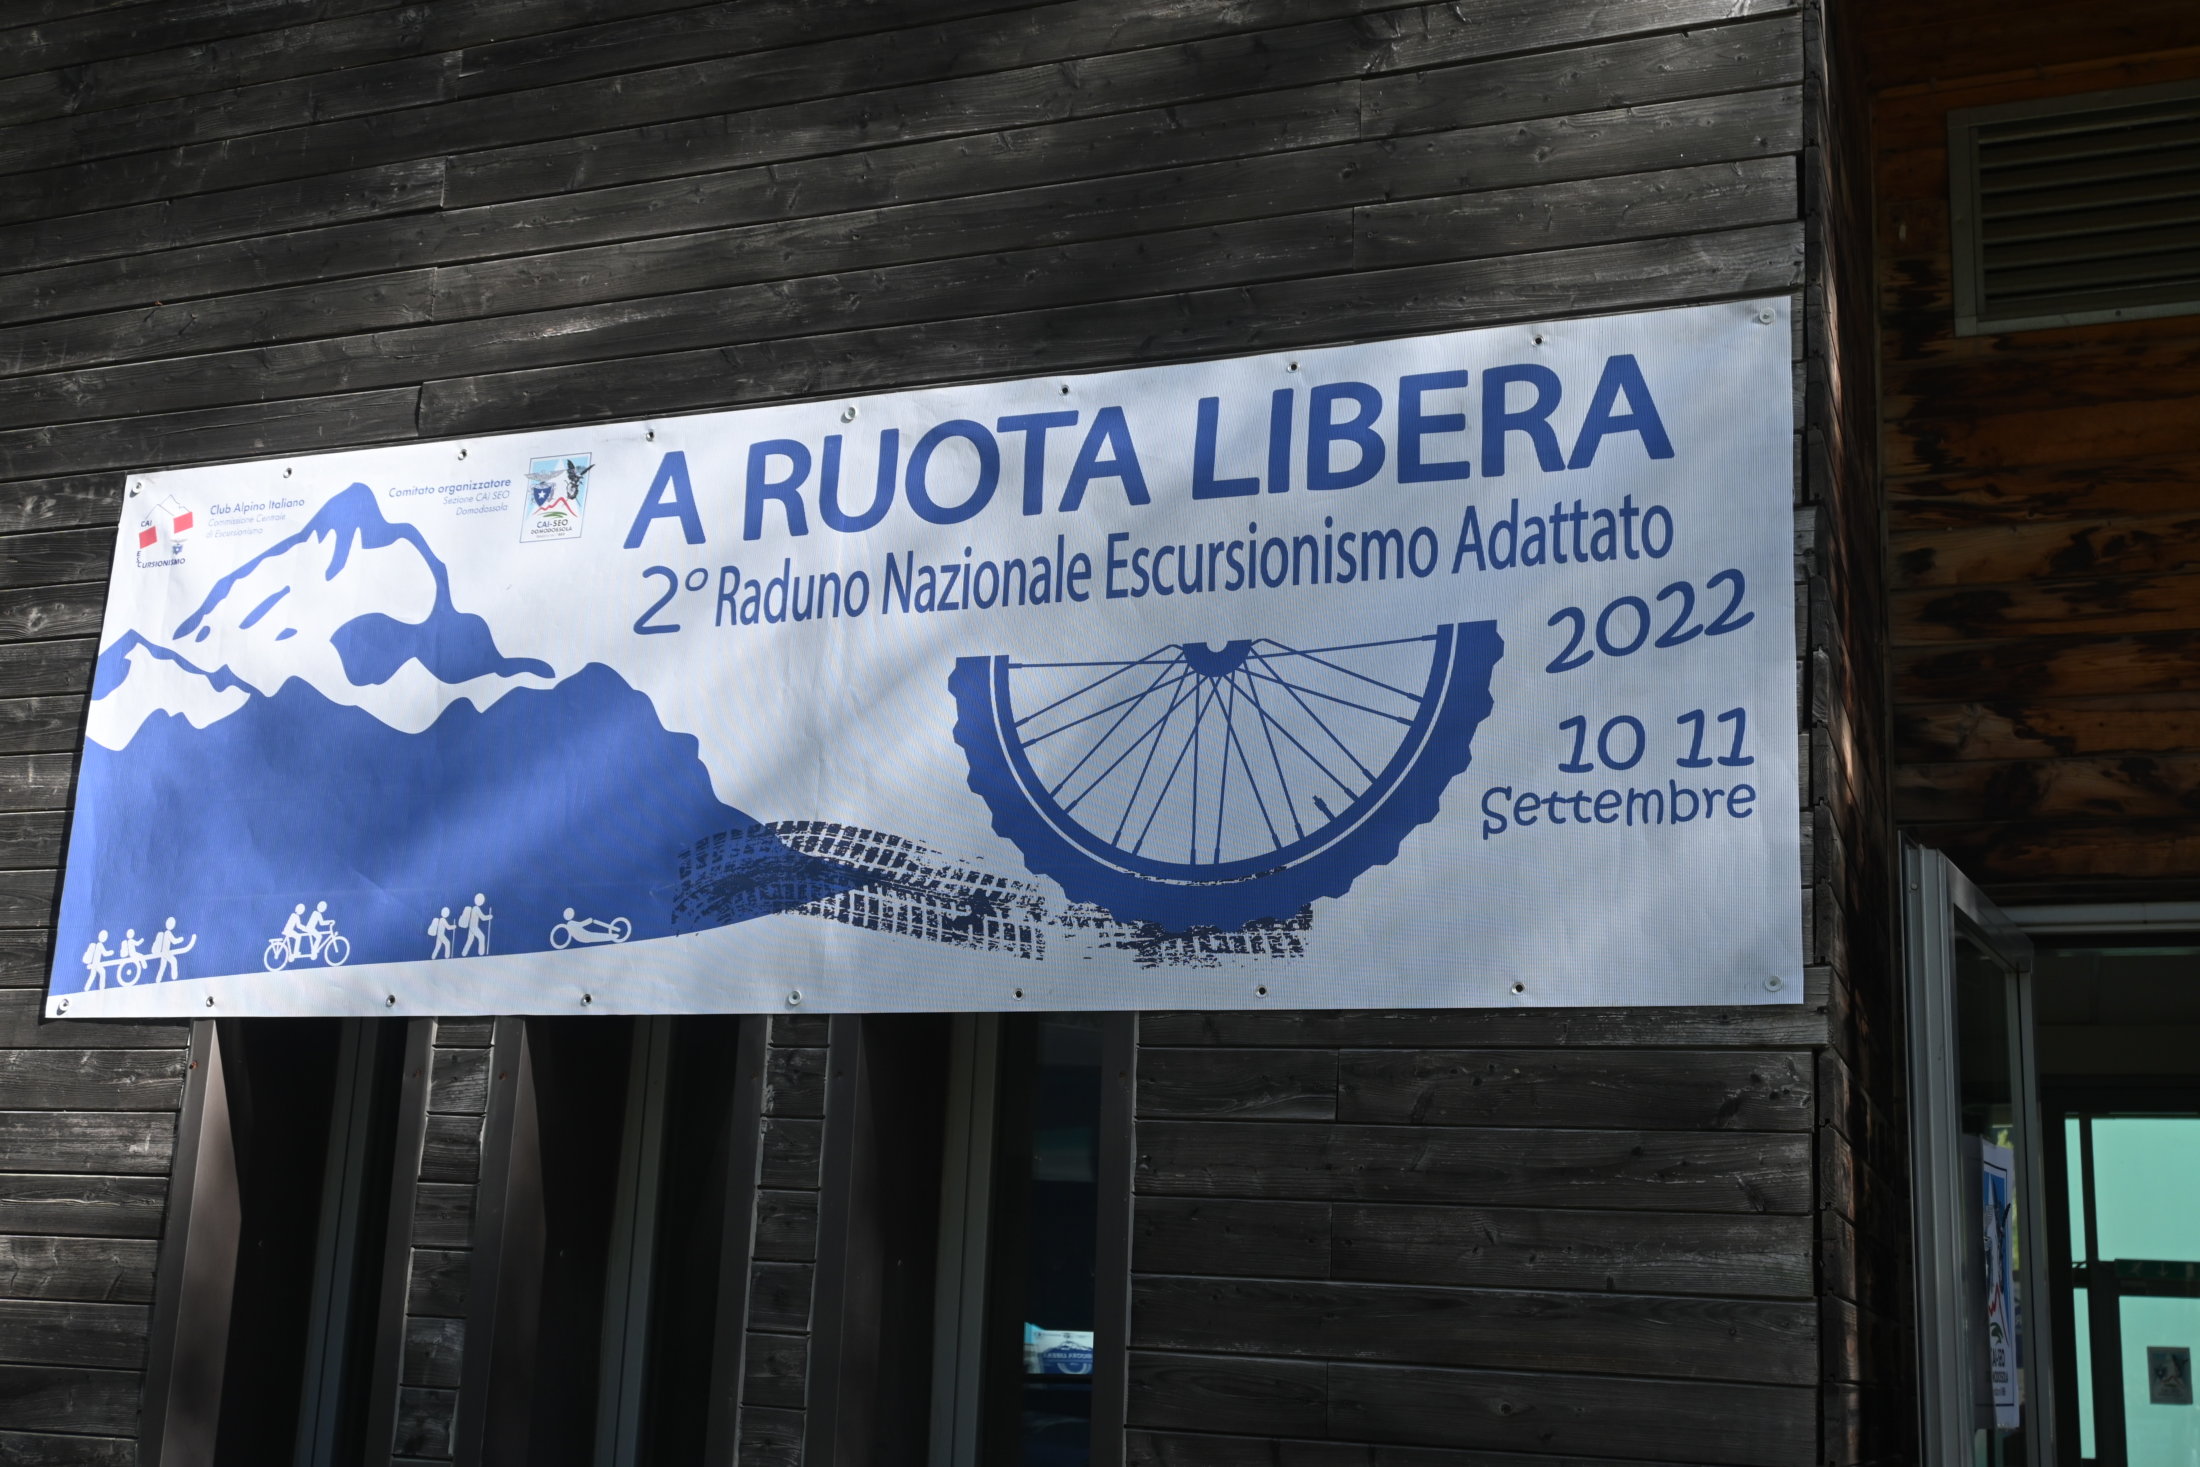 CAI
ESCURSIONISMO
Club Alpino Italiano
Commissione Centrale
di Escursionismo
Comitato organizzatore
Sezione CAI SEO
Domodossola
CAI-SEO
DOMODOSSOLA
A RUOTA LIBERA
2° Raduno Nazionale Escursionismo Adattato
2022
10 11
Settembre